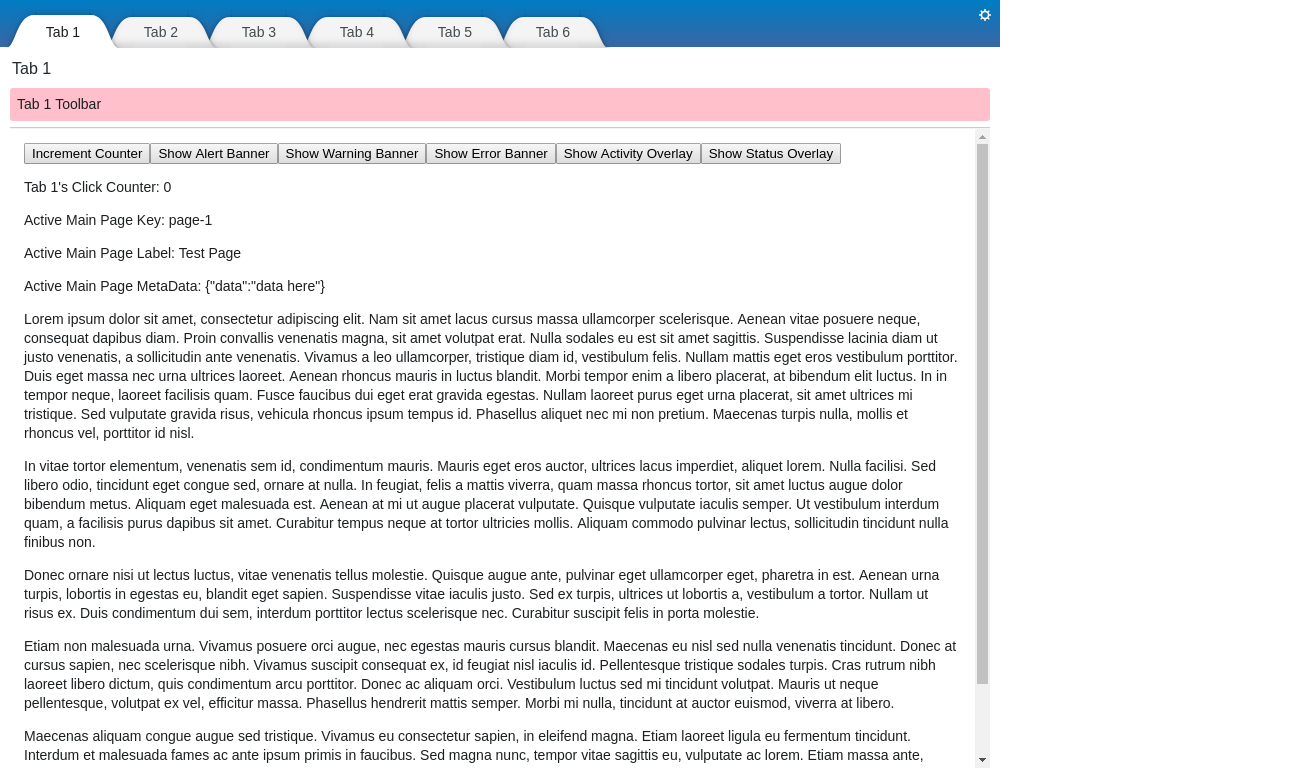 Tab 1
Tab 2
Tab 3
Tab 4
Tab 5
Tab 6
Tab 1
Tab 1 Toolbar
Increment Counter
Show Alert Banner
Show Warning Banner
Show Error Banner
Show Activity Overlay
Show Status Overlay
Tab 1's Click Counter: 0
Active Main Page Key: page-1
Active Main Page Label: Test Page
Active Main Page MetaData: {"data":"data here"}
Lorem ipsum dolor sit amet, consectetur adipiscing elit. Nam sit amet lacus cursus massa ullamcorper scelerisque. Aenean vitae posuere neque,
consequat dapibus diam. Proin convallis venenatis magna, sit amet volutpat erat. Nulla sodales eu est sit amet sagittis. Suspendisse lacinia diam ut
justo venenatis, a sollicitudin ante venenatis. Vivamus a leo ullamcorper, tristique diam id, vestibulum felis. Nullam mattis eget eros vestibulum porttitor.
Duis eget massa nec urna ultrices laoreet. Aenean rhoncus mauris in luctus blandit. Morbi tempor enim a libero placerat, at bibendum elit luctus. In in
tempor neque, laoreet facilisis quam. Fusce faucibus dui eget erat gravida egestas. Nullam laoreet purus eget urna placerat, sit amet ultrices mi
tristique. Sed vulputate gravida risus, vehicula rhoncus ipsum tempus id. Phasellus aliquet nec mi non pretium. Maecenas turpis nulla, mollis et
rhoncus vel, porttitor id nisl.
In vitae tortor elementum, venenatis sem id, condimentum mauris. Mauris eget eros auctor, ultrices lacus imperdiet, aliquet lorem. Nulla facilisi. Sed
libero odio, tincidunt eget congue sed, ornare at nulla. In feugiat, felis a mattis viverra, quam massa rhoncus tortor, sit amet luctus augue dolor
bibendum metus. Aliquam eget malesuada est. Aenean at mi ut augue placerat vulputate. Quisque vulputate iaculis semper. Ut vestibulum interdum
quam, a facilisis purus dapibus sit amet. Curabitur tempus neque at tortor ultricies mollis. Aliquam commodo pulvinar lectus, sollicitudin tincidunt nulla
finibus non.
Donec ornare nisi ut lectus luctus, vitae venenatis tellus molestie. Quisque augue ante, pulvinar eget ullamcorper eget, pharetra in est. Aenean urna
turpis, lobortis in egestas eu, blandit eget sapien. Suspendisse vitae iaculis justo. Sed ex turpis, ultrices ut lobortis a, vestibulum a tortor. Nullam ut
risus ex. Duis condimentum dui sem, interdum porttitor lectus scelerisque nec. Curabitur suscipit felis in porta molestie.
Etiam non malesuada urna. Vivamus posuere orci augue, nec egestas mauris cursus blandit. Maecenas eu nisl sed nulla venenatis tincidunt. Donec at
cursus sapien, nec scelerisque nibh. Vivamus suscipit consequat ex, id feugiat nisl iaculis id. Pellentesque tristique sodales turpis. Cras rutrum nibh
laoreet libero dictum, quis condimentum arcu porttitor. Donec ac aliquam orci. Vestibulum luctus sed mi tincidunt volutpat. Mauris ut neque
pellentesque, volutpat ex vel, efficitur massa. Phasellus hendrerit mattis semper. Morbi mi nulla, tincidunt at auctor euismod, viverra at libero.
Maecenas aliquam congue augue sed tristique. Vivamus eu consectetur sapien, in eleifend magna. Etiam laoreet ligula eu fermentum tincidunt.
Interdum et malesuada fames ac ante ipsum primis in faucibus. Sed magna nunc, tempor vitae sagittis eu, vulputate ac lorem. Etiam massa ante,